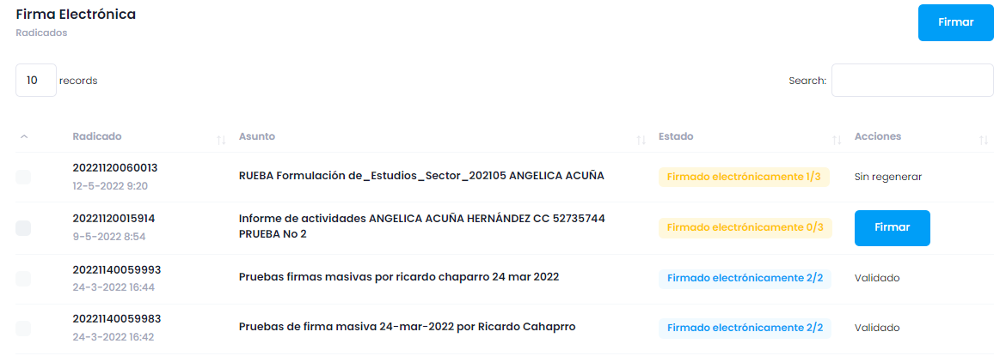 Firma Electrónica
Radicados
Firmar
10 records
Search:
Radicado Asunto Estado Acciones
20221120060013
12-5-2022 9:20
RUEBA Formulación de_Estudios_Sector_202105 ANGELICA ACUÑA
Firmado electrónicamente 1/3
Sin regenerar
20221120015914
9-5-2022 8:54
Informe de actividades ANGELICA ACUÑA HERNÁNDEZ CC 52735744
PRUEBA No 2
Firmado electrónicamente 0/3
Firmar
20221140059993
24-3-2022 16:44
Pruebas firmas masivas por ricardo chaparro 24 mar 2022
Firmado electrónicamente 2/2
Validado
20221140059983
24-3-2022 16:42
Pruebas de firma masiva 24-mar-2022 por Ricardo Cahaprro
Firmado electrónicamente 2/2
Validado